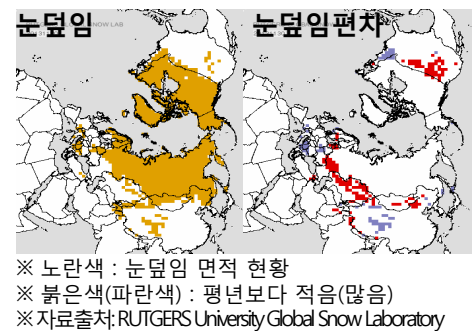 눈덮임
눈덮임편차
SNOW LAB
※ 노란색 : 눈덮임 면적 현황
※ 붉은색(파란색) : 평년보다 적음(많음)
※ 자료출처: RUTGERS University Global Snow Laboratory